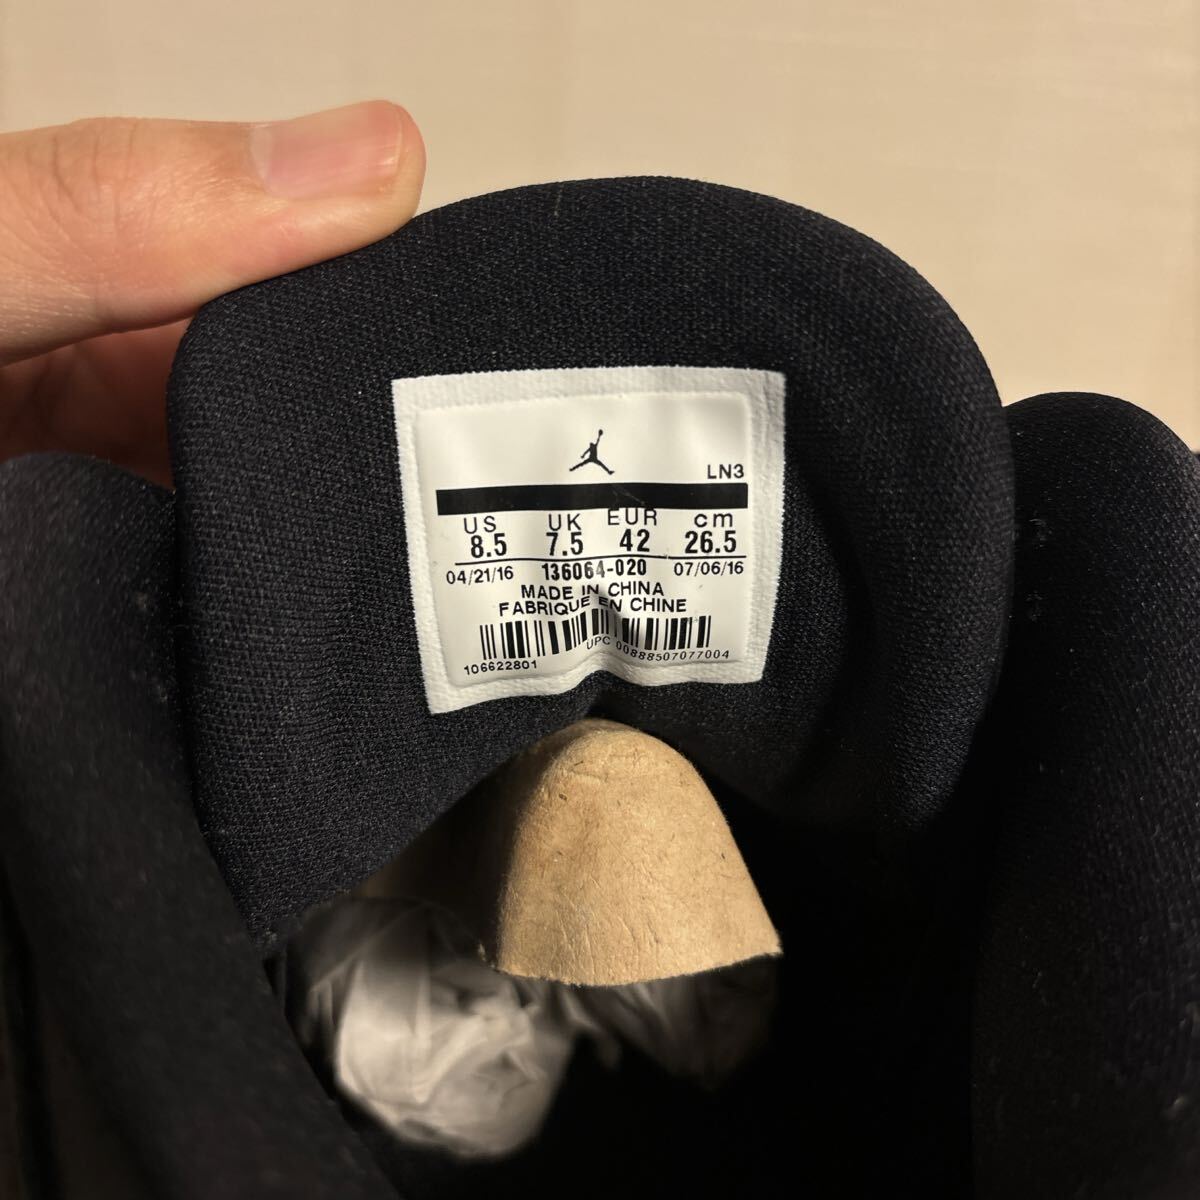 LN3
US UK EUR cm
8.5 7.5 42 26.5
04/21/16 136064-020 07/06/16
MADE IN CHINA
FABRIQUE EN CHINE
106622801 UPC 00888507077004